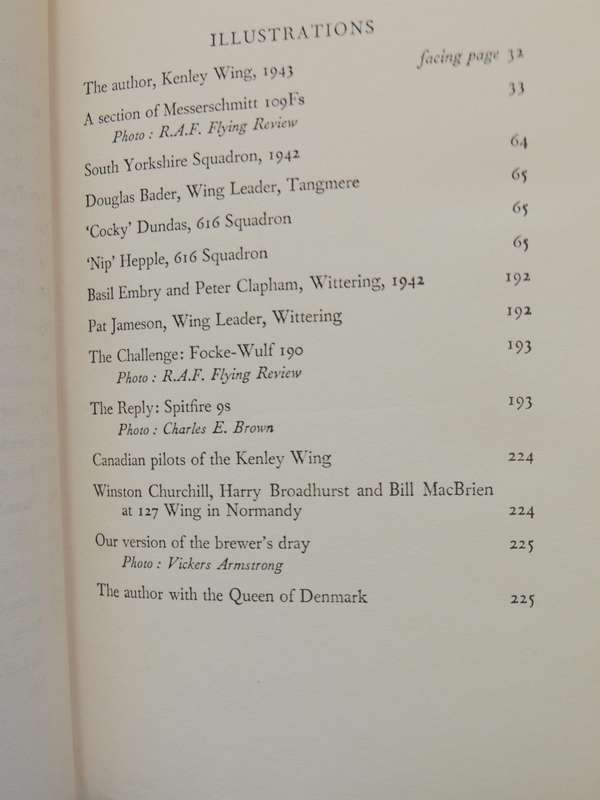 ILLUSTRATIONS
The author, Kenley Wing, 1943 facing page 32
A section of Messerschmitt 109Fs 33
Photo : R.A.F. Flying Review
South Yorkshire Squadron, 1942 64
Douglas Bader, Wing Leader, Tangmere 65
‘Cocky’ Dundas, 616 Squadron 65
‘Nip’ Hepple, 616 Squadron 65
Basil Embry and Peter Clapham, Wittering, 1942 192
Pat Jameson, Wing Leader, Wittering 192
The Challenge: Focke-Wulf 190 193
Photo : R.A.F. Flying Review
The Reply: Spitfire 9s 193
Photo : Charles E. Brown
Canadian pilots of the Kenley Wing 224
Winston Churchill, Harry Broadhurst and Bill MacBrien
at 127 Wing in Normandy 224
Our version of the brewer’s dray 225
Photo : Vickers Armstrong
The author with the Queen of Denmark 225